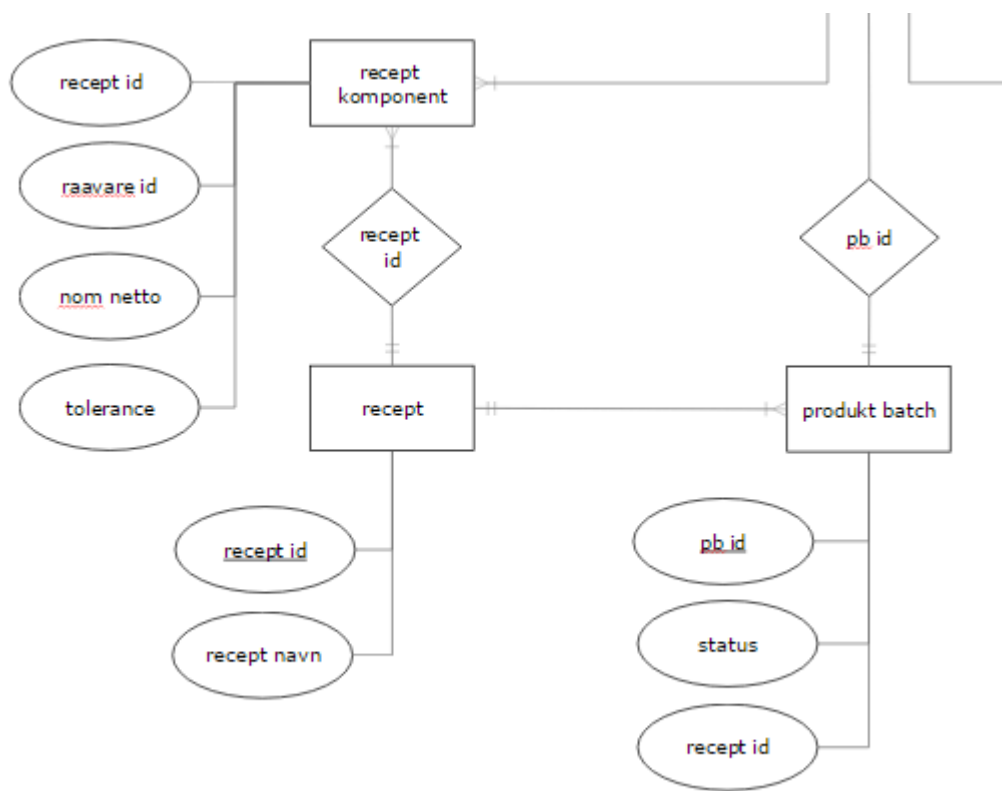 recept id
recept
komponent
raavare id
recept
id
pb id
nom netto
tolerance
recept
produkt batch
recept id
pb id
recept navn
status
recept id